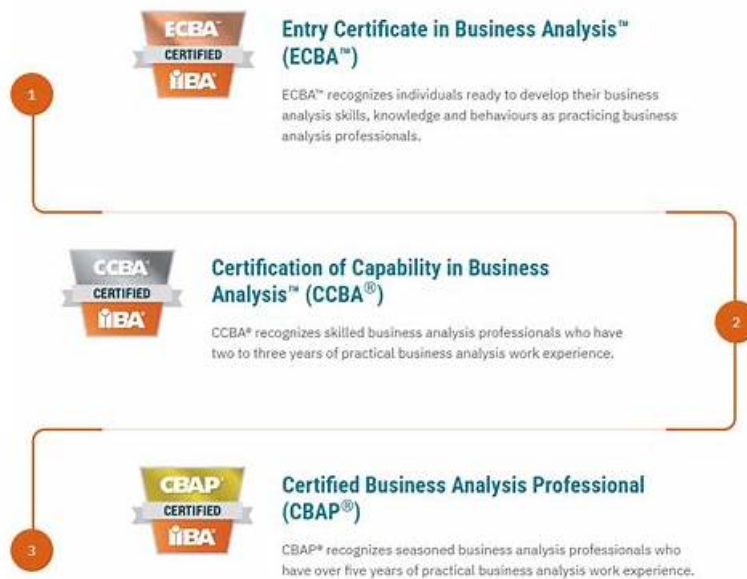 ECBA™
CERTIFIED
iiBA®
Entry Certificate in Business Analysis™
(ECBA™)
ECBA™ recognizes individuals ready to develop their business
analysis skills, knowledge and behaviours as practicing business
analysis professionals.
1
CCBA®
CERTIFIED
iiBA®
Certification of Capability in Business
Analysis™ (CCBA®)
CCBA® recognizes skilled business analysis professionals who have
two to three years of practical business analysis work experience.
2
CBAP®
CERTIFIED
iiBA®
Certified Business Analysis Professional
(CBAP®)
CBAP® recognizes seasoned business analysis professionals who
have over five years of practical business analysis work experience.
3